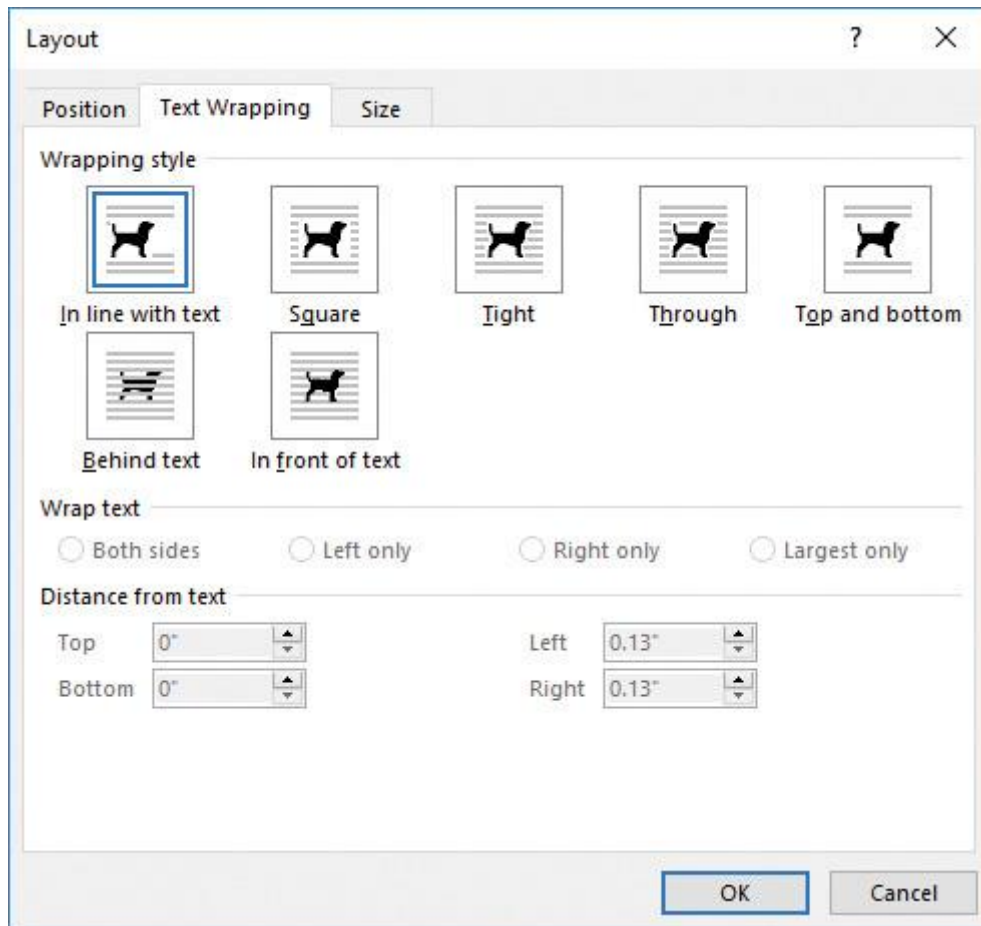 Layout ? ×
Position Text Wrapping Size
Wrapping style
In line with text Square Tight Through Top and bottom
Behind text In front of text
Wrap text
Both sides Left only Right only Largest only
Distance from text
Top 0" Left 0.13"
Bottom 0" Right 0.13"
OK Cancel